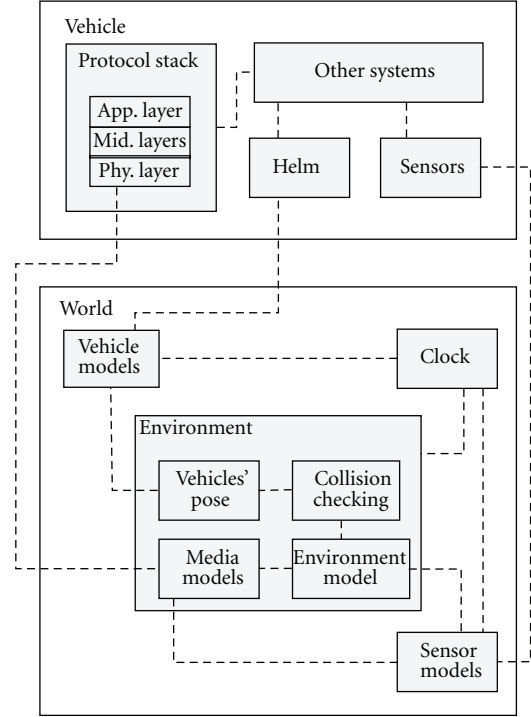 Vehicle
Protocol stack
App. layer
Mid. layers
Phy. layer
Other systems
Helm
Sensors
World
Vehicle
models
Clock
Environment
Vehicles'
pose
Collision
checking
Media
models
Environment
model
Sensor
models